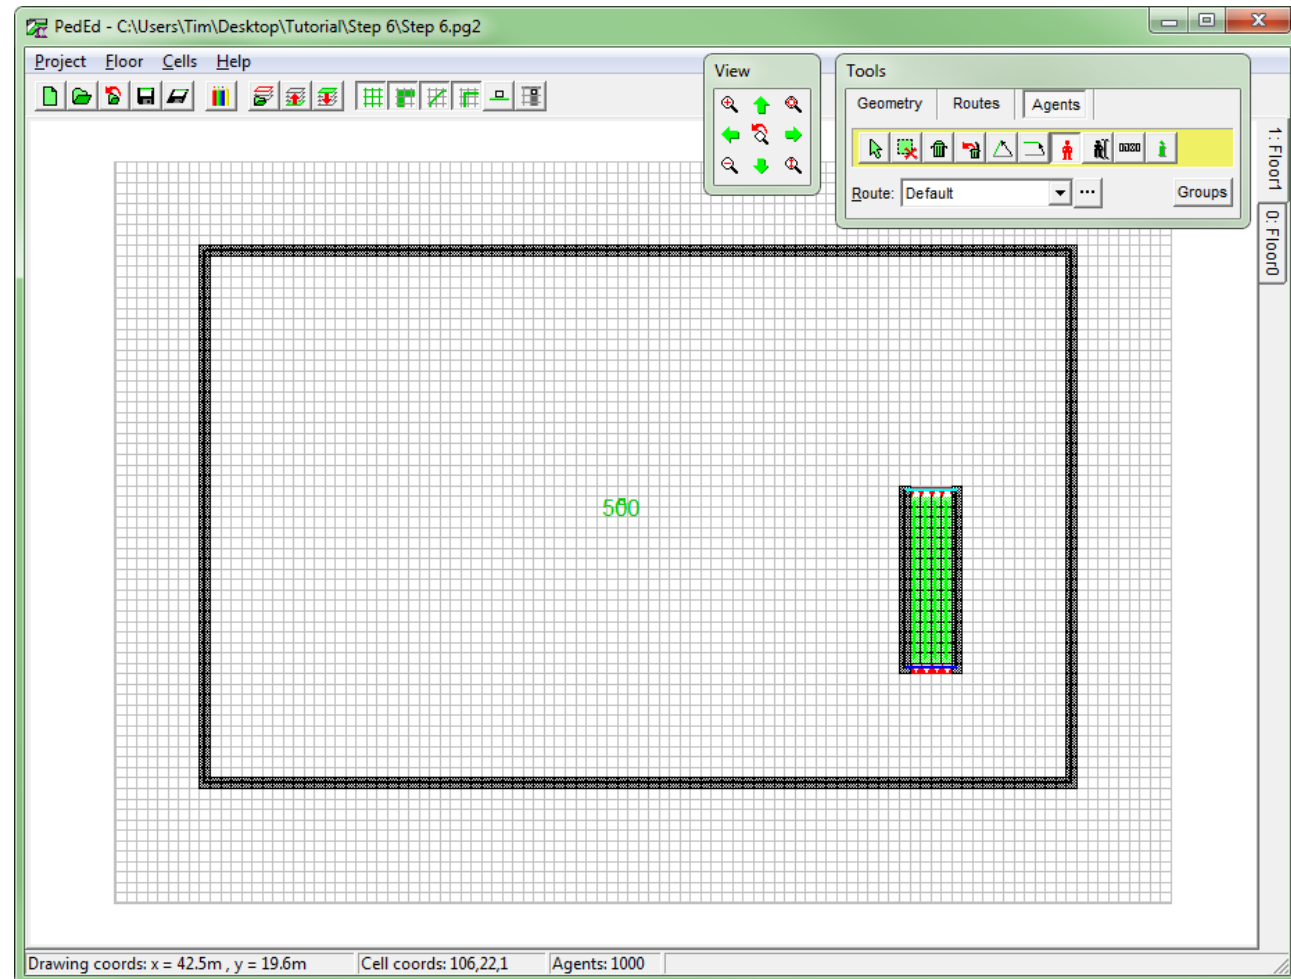 PedEd - C:\Users\Tim\Desktop\Tutorial\Step 6\Step 6.pg2
Project Floor Cells Help
View
Tools
Geometry Routes Agents
Route: Default ... Groups
1: Floor1
0: Floor0
500
Drawing coords: x = 42.5m , y = 19.6m Cell coords: 106,22,1 Agents: 1000